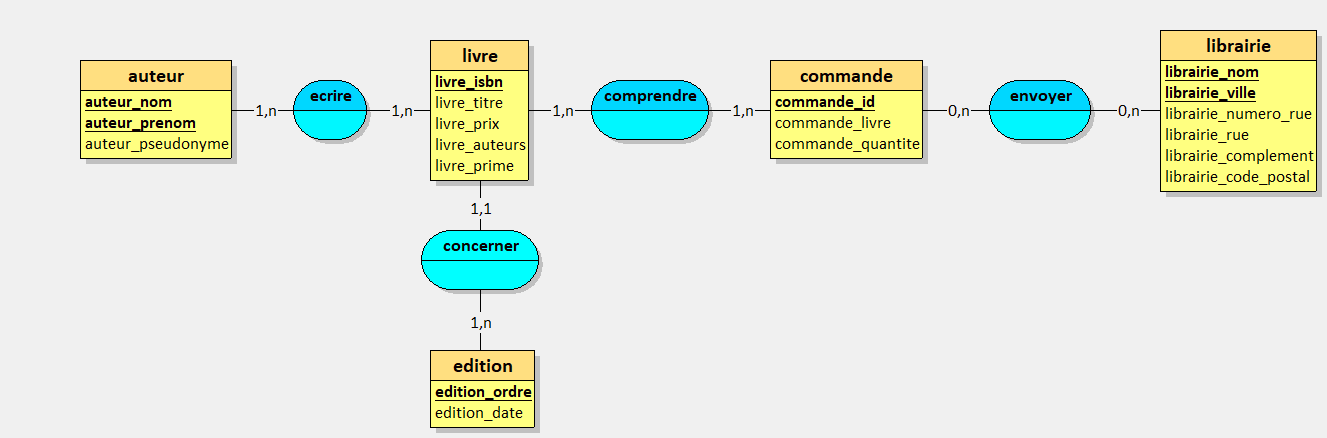 auteur
auteur_nom
auteur_prenom
auteur_pseudonyme
1,n
ecrire
1,n
livre
livre_isbn
livre_titre
livre_prix
livre_auteurs
livre_prime
1,n
comprendre
1,n
commande
commande_id
commande_livre
commande_quantite
0,n
envoyer
0,n
librairie
librairie_nom
librairie_ville
librairie_numero_rue
librairie_rue
librairie_complement
librairie_code_postal
1,1
concerner
1,n
edition
edition_ordre
edition_date